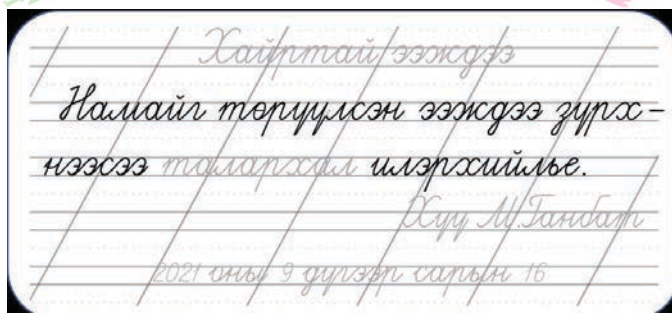 Хайртай ээждээ
Намайг төрүүлсэн ээждээ зүрх-
нээсээ талархал илэрхийлье.
Хүү М.Ганбат
2021 оны 9 дүгээр сарын 16